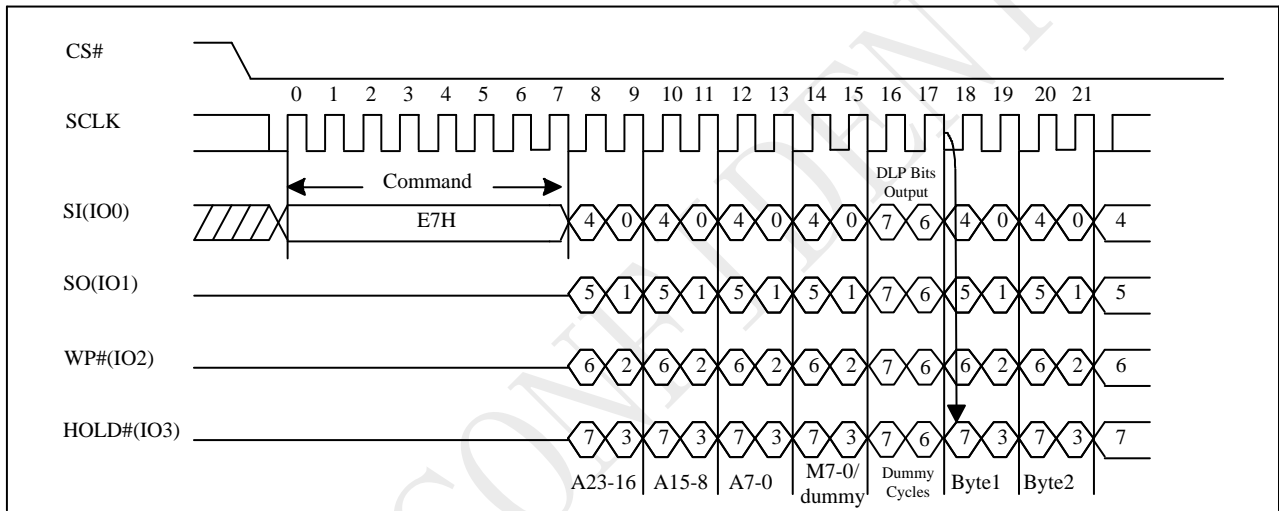 CS#
0 1 2 3 4 5 6 7 8 9 10 11 12 13 14 15 16 17 18 19 20 21
SCLK
Command
DLP Bits
Output
SI(IO0)
E7H
4 0 4 0 4 0 4 0 7 6 4 0 4 0 4
SO(IO1)
5 1 5 1 5 1 5 1 7 6 5 1 5 1 5
WP#(IO2)
6 2 6 2 6 2 6 2 7 6 6 2 6 2 6
HOLD#(IO3)
7 3 7 3 7 3 7 3 7 6 7 3 7 3 7
A23-16 A15-8 A7-0 M7-0/ dummy Dummy Cycles Byte1 Byte2
CONFIDENT